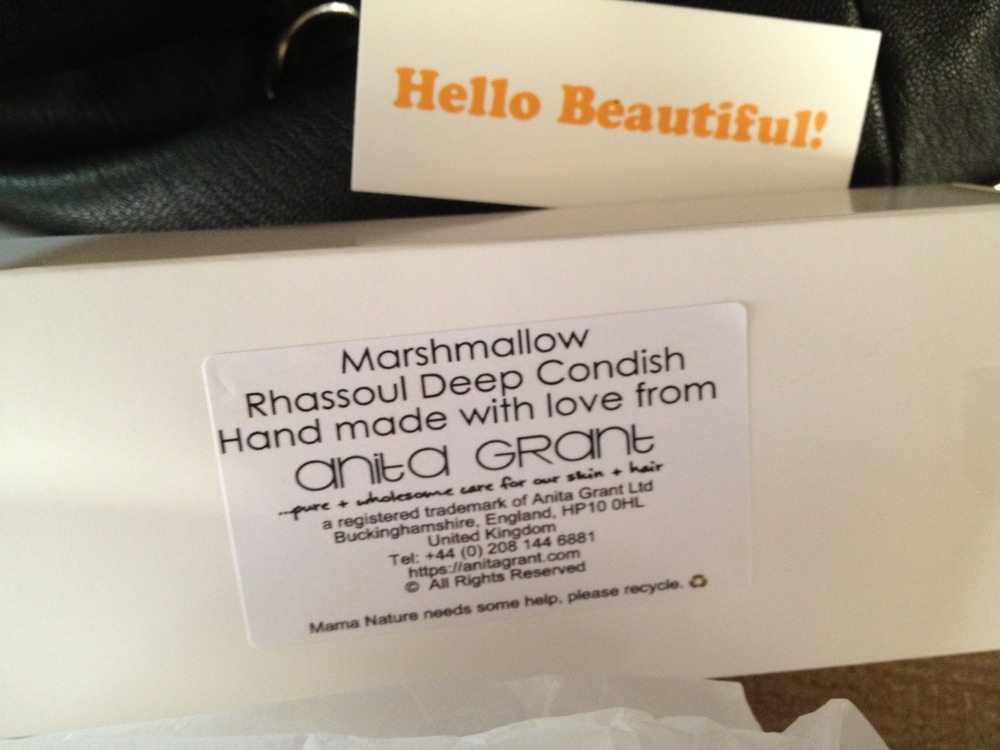 Hello Beautiful!
Marshmallow
Rhassoul Deep Condish
Hand made with love from
anita GRant
...pure + wholesome care for our skin + hair
a registered trademark of Anita Grant Ltd
Buckinghamshire, England, HP10 0HL
United Kingdom
Tel: +44 (0) 208 144 6881
https://anitagrant.com
© All Rights Reserved
Mama Nature needs some help, please recycle. ♻